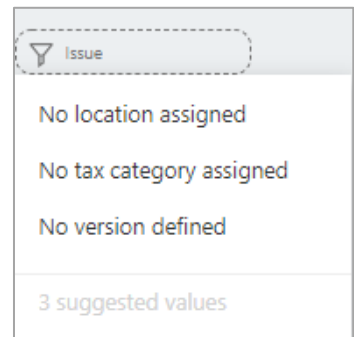 Issue
No location assigned
No tax category assigned
No version defined
3 suggested values